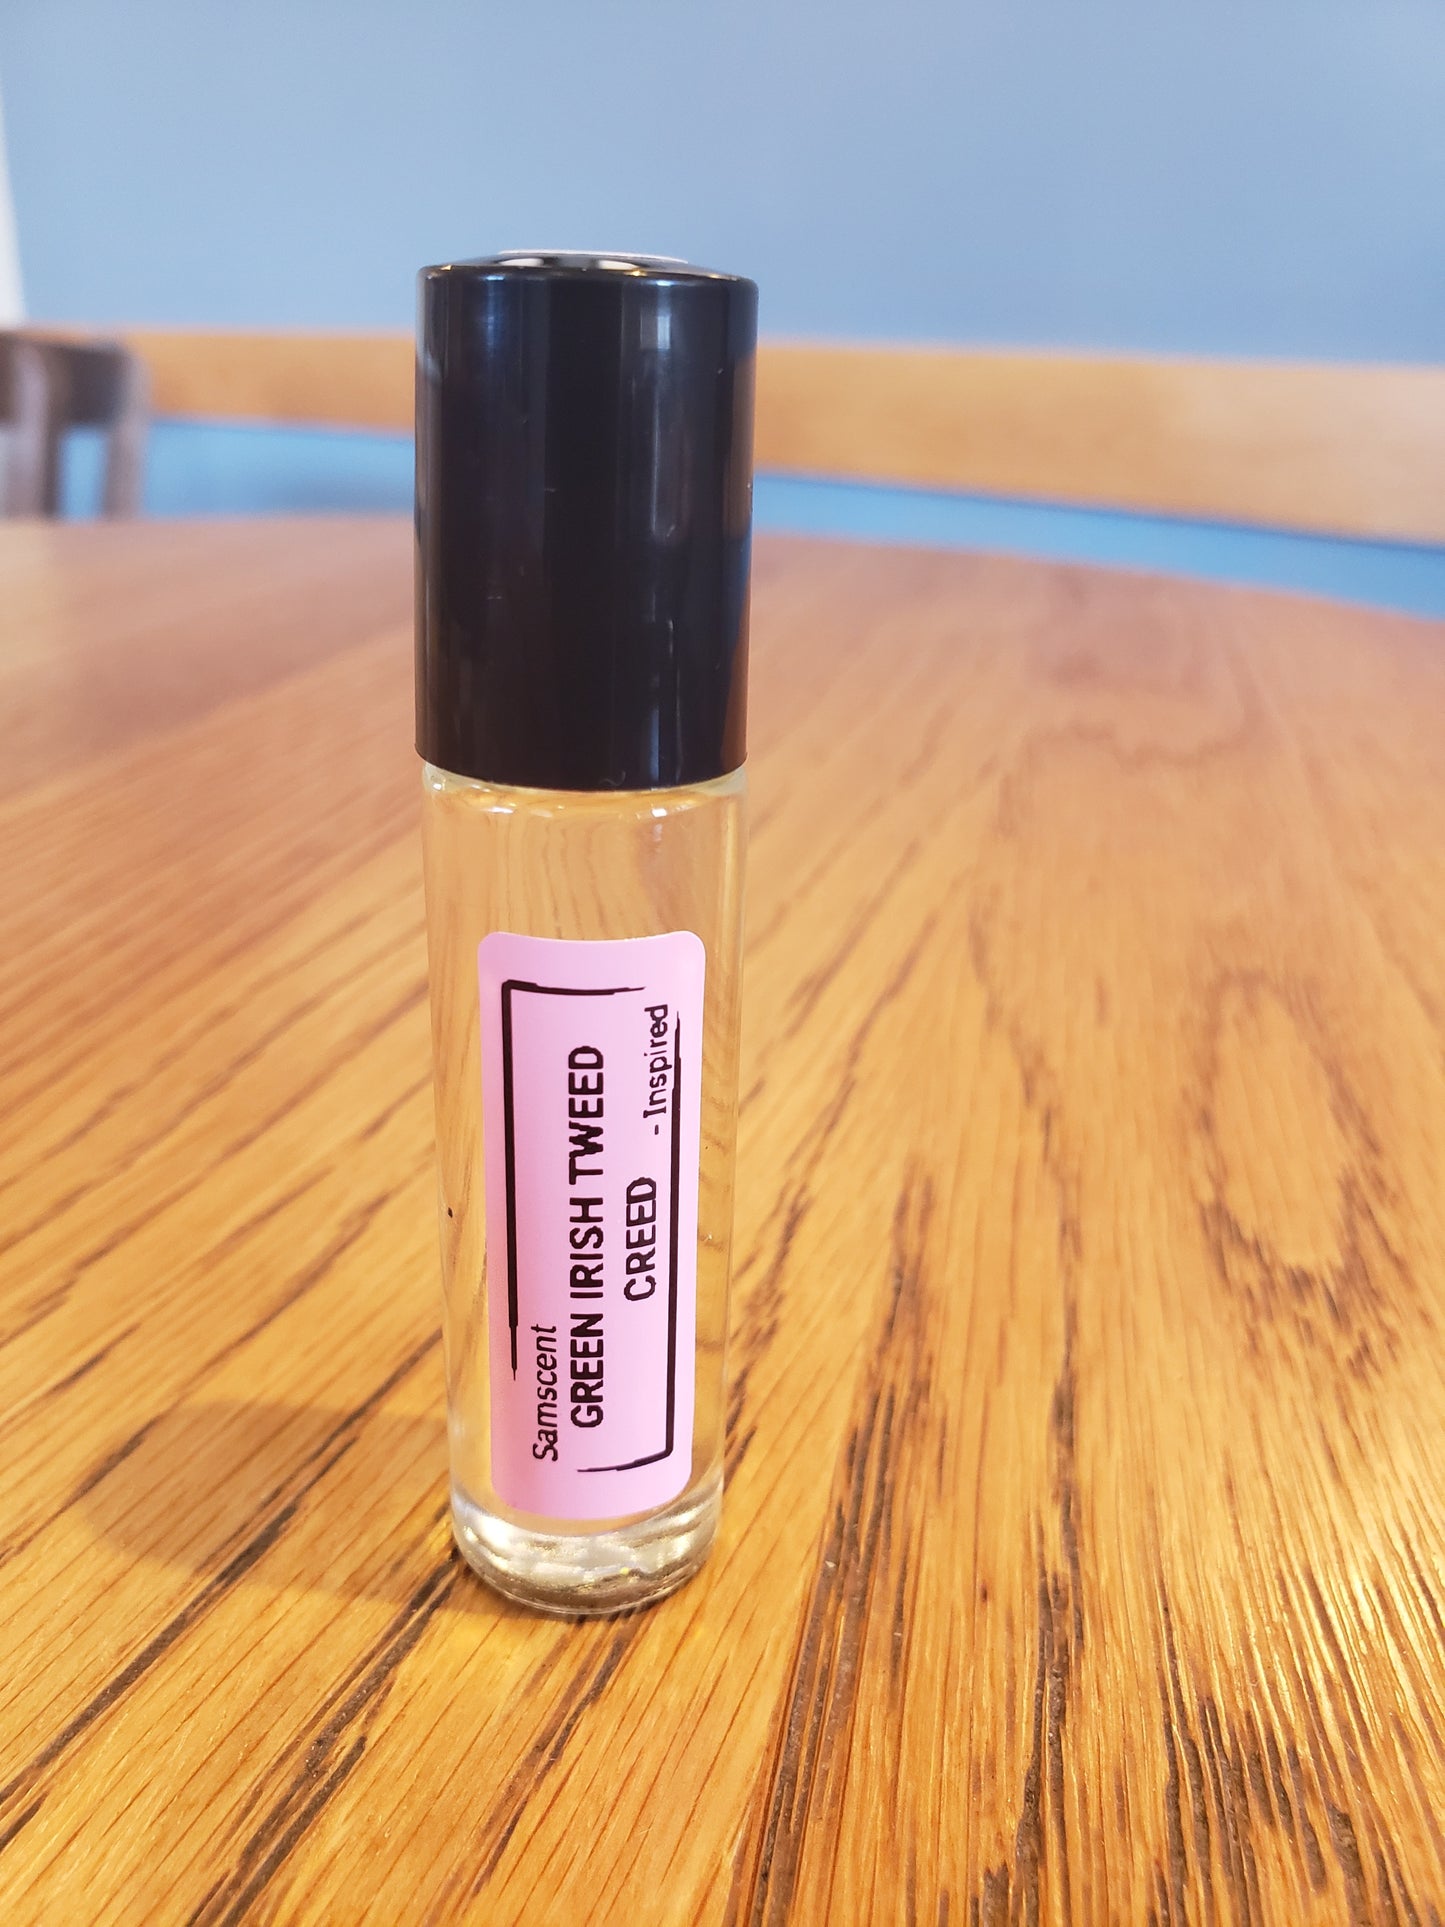 Samscent
GREEN IRISH TWEED
CREED
- Inspired